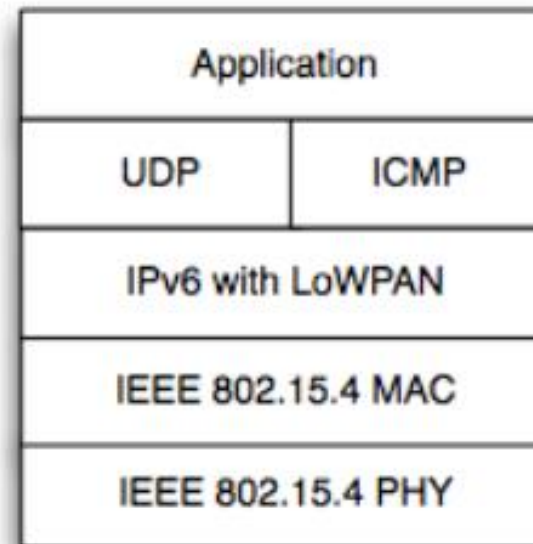 Application
UDP ICMP
IPv6 with LoWPAN
IEEE 802.15.4 MAC
IEEE 802.15.4 PHY